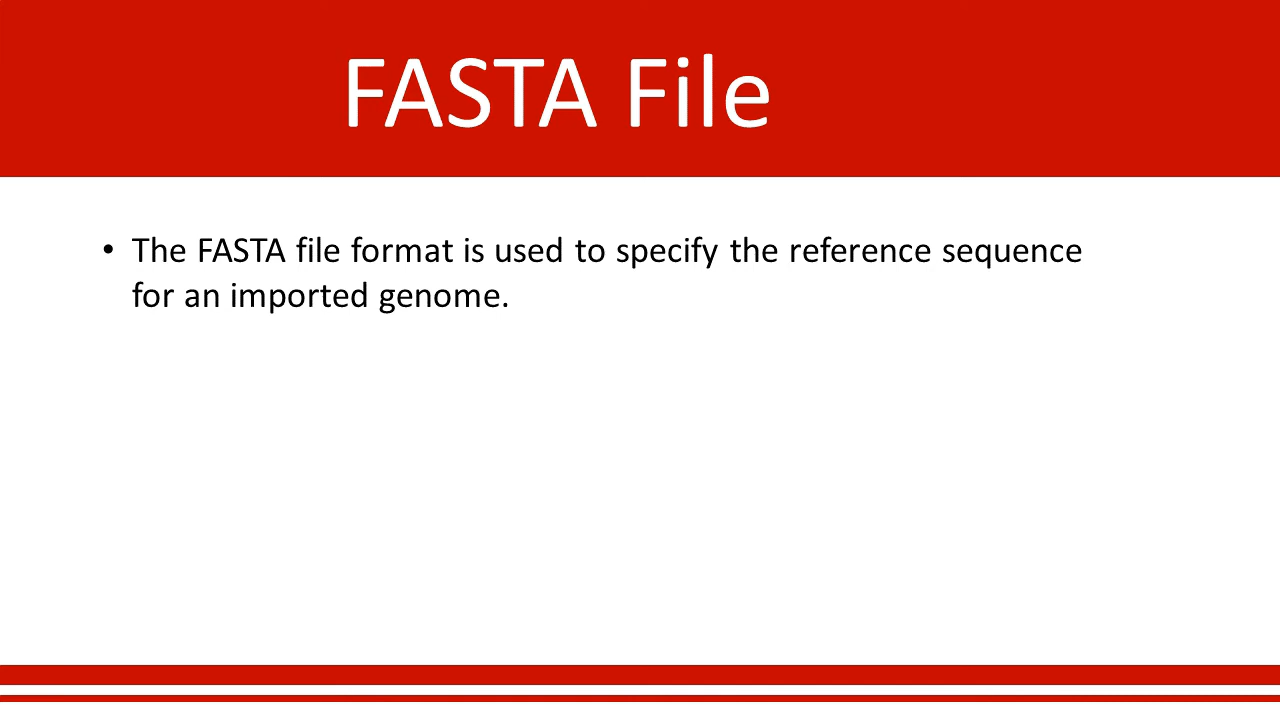 FASTA File
• The FASTA file format is used to specify the reference sequence
for an imported genome.